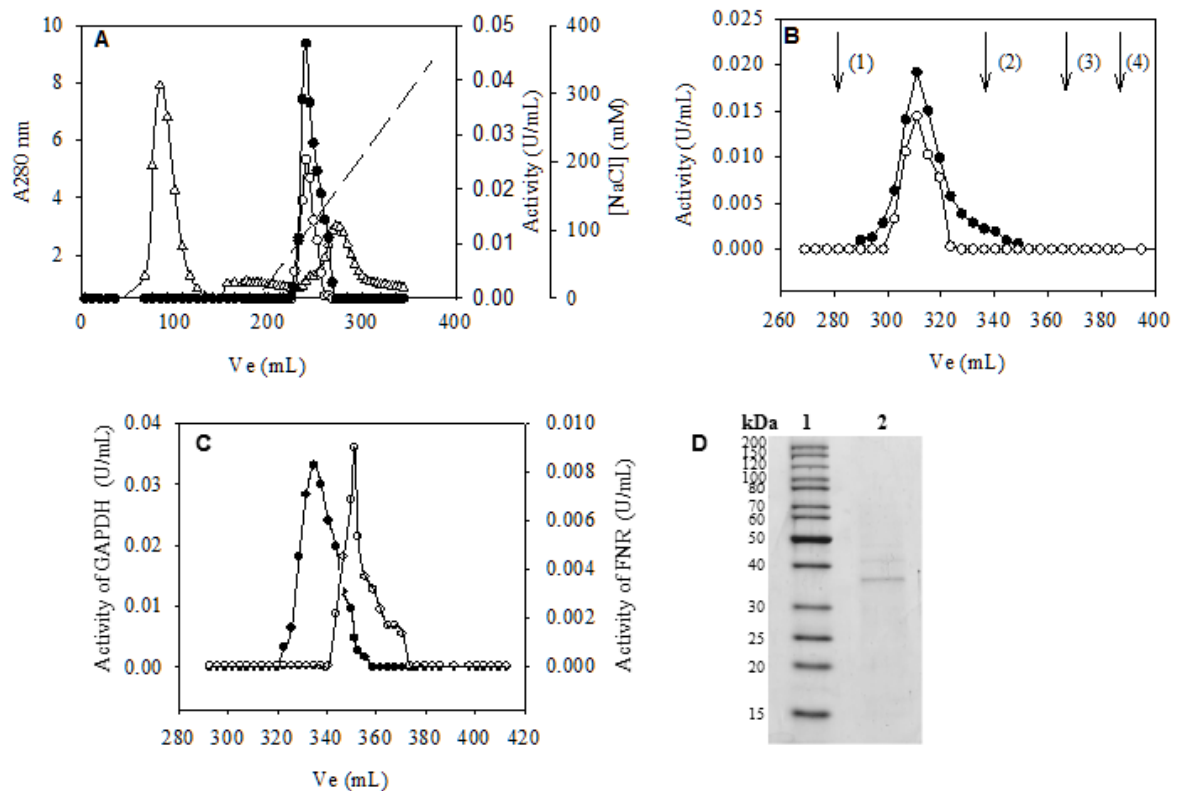 A
10
8
6
4
2
A280 nm
0.05
0.04
0.03
0.02
0.01
0.00
Activity (U/mL)
400
300
200
100
0
[NaCl] (mM)
0 100 200 300 400
Ve (mL)
B
0.025
0.020
0.015
0.010
0.005
0.000
Activity (U/mL)
(1) (2) (3) (4)
260 280 300 320 340 360 380 400
Ve (mL)
C
0.04
0.03
0.02
0.01
0.00
Activity of GAPDH (U/mL)
0.010
0.008
0.006
0.004
0.002
0.000
Activity of FNR (U/mL)
280 300 320 340 360 380 400 420
Ve (mL)
D
kDa 1 2
200
150
120
100
80
70
60
50
40
30
25
20
15